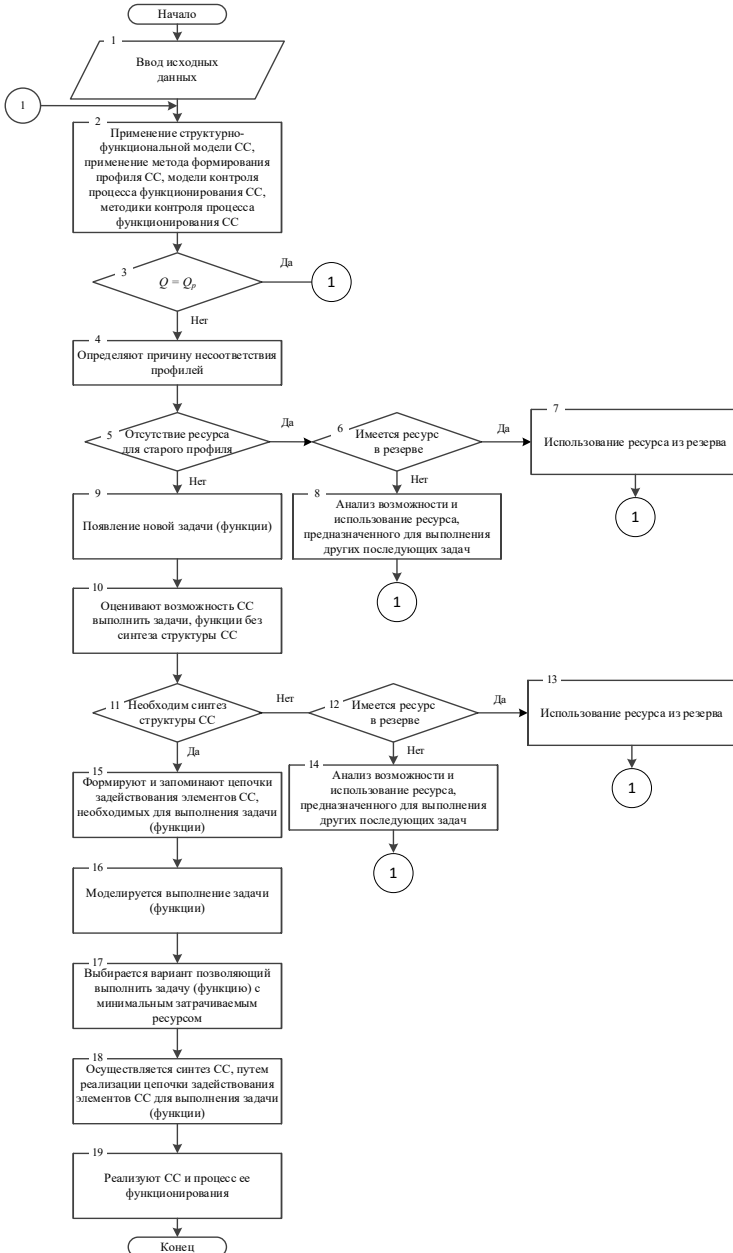 Начало
1
Ввод исходных
данных
1
2
Применение структурно-
функциональной модели СС,
применение метода формирования
профиля СС, модели контроля
процесса функционирования СС,
методики контроля процесса
функционирования СС
3
Q = Qp
Да
1
Нет
4
Определяют причину несоответствия
профилей
5
Отсутствие ресурса
для старого профиля
Да
6
Имеется ресурс
в резерве
Да
7
Использование ресурса из резерва
1
Нет
Нет
8
Анализ возможности и
использование ресурса,
предназначенного для выполнения
других последующих задач
1
9
Появление новой задачи (функции)
10
Оценивают возможность СС
выполнить задачи, функции без
синтеза структуры СС
11
Необходим синтез
структуры СС
Нет
12
Имеется ресурс
в резерве
Да
13
Использование ресурса из резерва
1
Да
Нет
14
Анализ возможности и
использование ресурса,
предназначенного для выполнения
других последующих задач
1
15
Формируют и запоминают цепочки
задействования элементов СС,
необходимых для выполнения задачи
(функции)
16
Моделируется выполнение задачи
(функции)
17
Выбирается вариант позволяющий
выполнить задачу (функцию) с
минимальным затрачиваемым
ресурсом
18
Осуществляется синтез СС, путем
реализации цепочки задействования
элементов СС для выполнения задачи
(функции)
19
Реализуют СС и процесс ее
функционирования
Конец